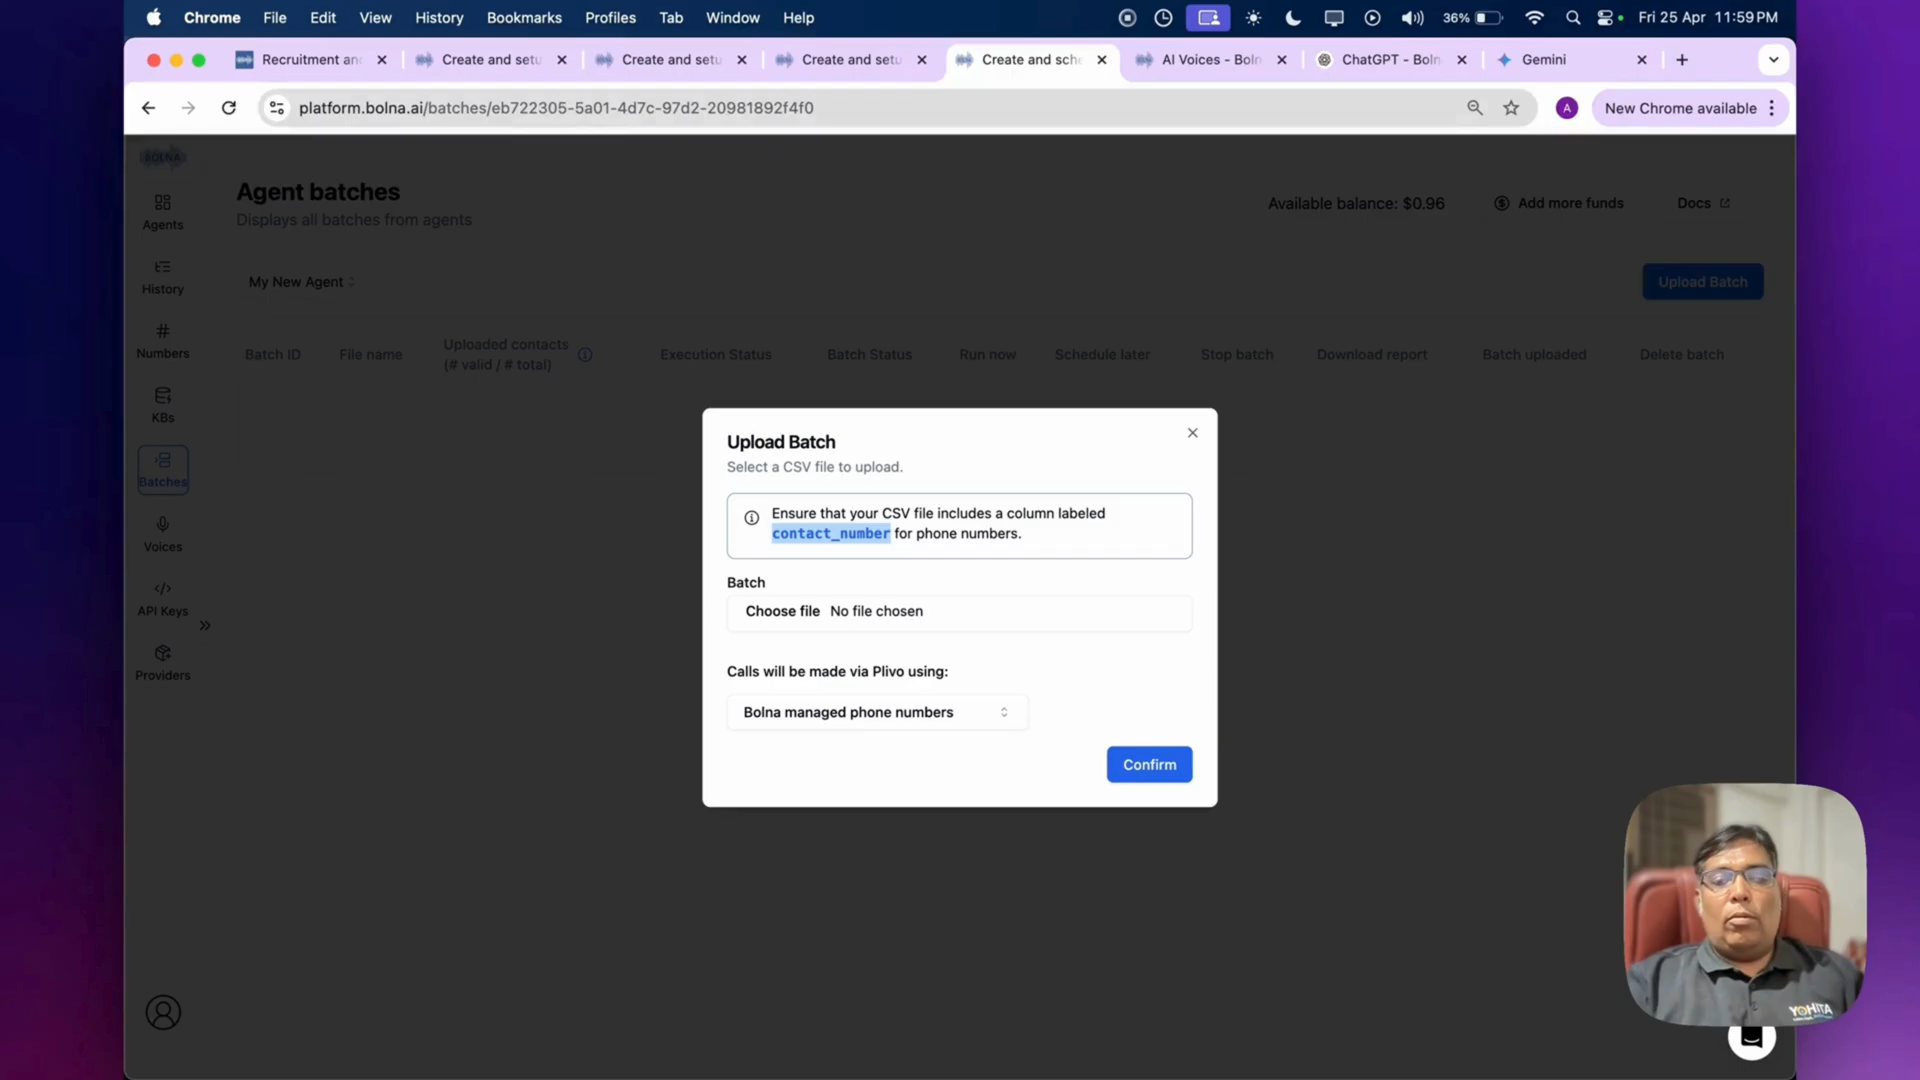 Chrome File Edit View History Bookmarks Profiles Tab Window Help 36% Fri 25 Apr 11:59 PM
Recruitment an Create and setu Create and setu Create and setu Create and sche AI Voices - Boln ChatGPT - Boln Gemini
platform.bolna.ai/batches/eb722305-5a01-4d7c-97d2-20981892f4f0 A New Chrome available
BOLNA
Agent batches
Displays all batches from agents
Available balance: $0.96 Add more funds Docs
Agents
History
Numbers
KBs
Batches
Voices
API Keys
Providers
My New Agent Upload Batch
Batch ID File name Uploaded contacts (# valid / # total) Execution Status Batch Status Run now Schedule later Stop batch Download report Batch uploaded Delete batch
Upload Batch
Select a CSV file to upload.
Ensure that your CSV file includes a column labeled
contact_number for phone numbers.
Batch
Choose file No file chosen
Calls will be made via Plivo using:
Bolna managed phone numbers
Confirm
YOHITA